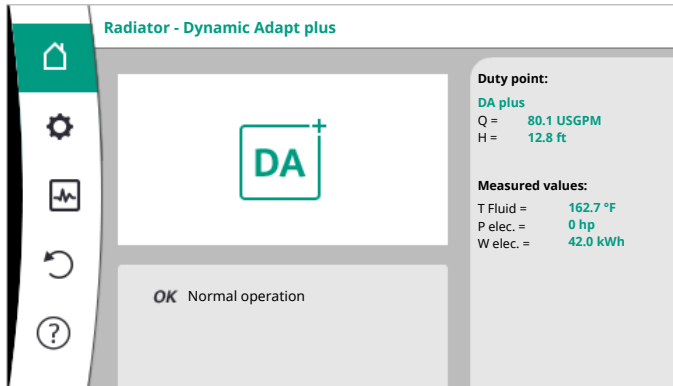 Radiator - Dynamic Adapt plus
DA+
OK Normal operation
Duty point:
DA plus
Q = 80.1 USGPM
H = 12.8 ft
Measured values:
T Fluid = 162.7 °F
P elec. = 0 hp
W elec. = 42.0 kWh
?